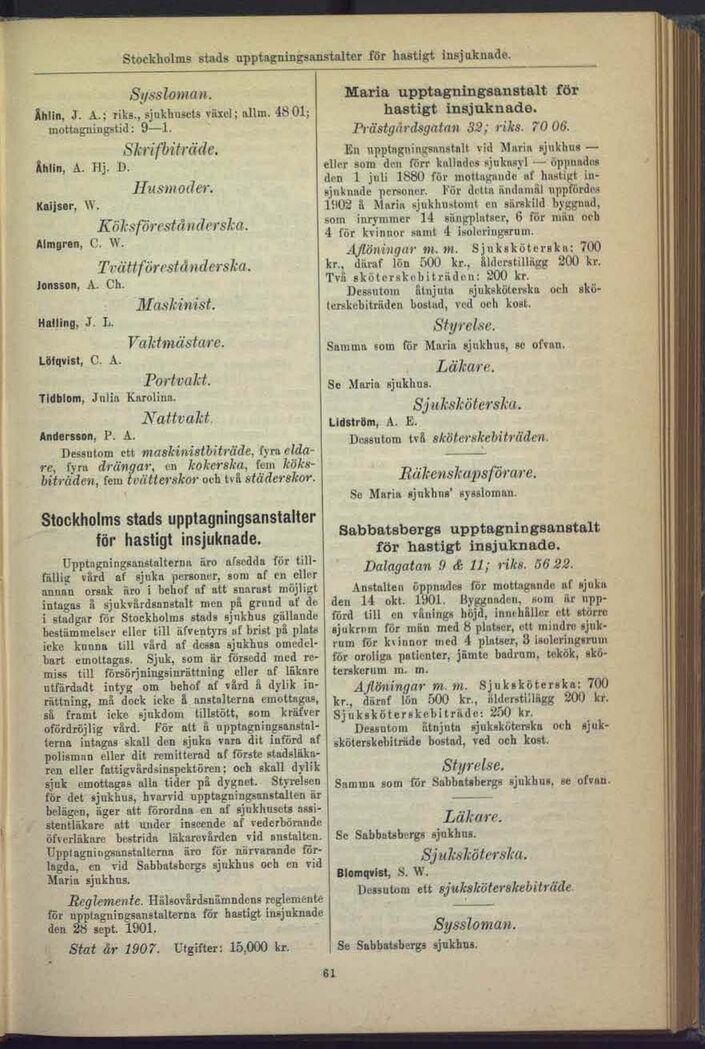 Stockholms stads upptagningsanstalter för hastigt insjuknade.
Syssloman.
Åhlin, J. A.; riks., sjukhusets växel; allm. 48 01;
mottagningstid: 9—1.
Skrifbiträde.
Åhlin, A. Hj. D.
Husmoder.
Kaijser, W.
Köksföreståنderska.
Almgren, C. W.
Tvättförestånderska.
Jonsson, A. Ch.
Maskinist.
Halling, J. L.
Vaktmästare.
Löfqvist, C. A.
Portvakt.
Tidblom, Julia Karolina.
Nattvakt.
Andersson, P. A.
Dessutom ett maskinistbiträde, fyra elda-
re, fyra drängar, en kokerska, fem köks-
biträden, fem tvätterskor och två städerskor.
Stockholms stads upptagningsanstalter
för hastigt insjuknade.
Upptagningsanstalterna äro afsedda för till-
fällig vård af sjuka personer, som af en eller
annan orsak äro i behof af att snarast möjligt
intagas å sjukvårdsanstalt men på grund af de
i stadgar för Stockholms stads sjukhus gällande
bestämmelser eller till äfventyrs af brist på plats
icke kunna till vård af dessa sjukhus omedel-
bart emottagas. Sjuk, som är försedd med re-
miss till försörjningsinrättning eller af läkare
utfärdadt intyg om behof af vård å dylik in-
rättning, må dock icke å anstalterna emottagas,
så framt icke sjukdom tillstött, som kräfver
ofördröjlig vård. För att å upptagningsanstal-
terna intagas skall den sjuka vara dit införd af
polisman eller dit remitterad af förste stadsläka-
ren eller fattigvårdsinspektören; och skall dylik
sjuk emottagas alla tider på dygnet. Styrelsen
för det sjukhus, hvarvid upptagningsanstalten är
belägen, äger att förordna en af sjukhusets assi-
stentläkare att under inseende af vederbörande
öfverläkare bestrida läkarevården vid anstalten.
Upptagningsanstalterna äro för närvarande för-
lagda, en vid Sabbatsbergs sjukhus och en vid
Maria sjukhus.
Reglemente. Hälsovårdsnämndens reglemente
för upptagningsanstalterna för hastigt insjuknade
den 28 sept. 1901.
Stat år 1907. Utgifter: 15,000 kr.
Maria upptagningsanstalt för
hastigt insjuknade.
Prästgårdsgatan 32; riks. 70 06.
En upptagningsanstalt vid Maria sjukhus —
eller som den förr kallades sjukasyl — öppnades
den 1 juli 1880 för mottagande af hastigt in-
sjuknade personer. För detta ändamål uppfördes
1902 å Maria sjukhustomt en särskild byggnad,
som inrymmer 14 sängplatser, 6 för män och
4 för kvinnor samt 4 isoleringsrum.
Aflöningar m. m. Sjuksköterska: 700
kr., däraf lön 500 kr., ålderstillägg 200 kr.
Två sköterskebiträden: 200 kr.
Dessutom åtnjuta sjuksköterska och skö-
terskebiträden bostad, ved och kost.
Styrelse.
Samma som för Maria sjukhus, se ofvan.
Läkare.
Se Maria sjukhus.
Sjuksköterska.
Lidström, A. E.
Dessutom två sköterskebiträden.
Räkenskapsförare.
Se Maria sjukhus' syssloman.
Sabbatsbergs upptagningsanstalt
för hastigt insjuknade.
Dalagatan 9 & 11; riks. 56 22.
Anstalten öppnades för mottagande af sjuka
den 14 okt. 1901. Byggnaden, som är upp-
förd till en vånings höjd, innehåller ett större
sjukrum för män med 8 platser, ett mindre sjuk-
rum för kvinnor med 4 platser, 3 isoleringsrum
för oroliga patienter, jämte badrum, tekök, skö-
terskerum m. m.
Aflöningar m. m. Sjuksköterska: 700
kr., däraf lön 500 kr., ålderstillägg 200 kr.
Sjuksköterskebiträde: 250 kr.
Dessutom åtnjuta sjuksköterska och sjuk-
sköterskebiträde bostad, ved och kost.
Styrelse.
Samma som för Sabbatsbergs sjukhus, se ofvan.
Läkare.
Se Sabbatsbergs sjukhus.
Sjuksköterska.
Blomqvist, S. W.
Dessutom ett sjuksköterskebiträde.
Syssloman.
Se Sabbatsbergs sjukhus.
61